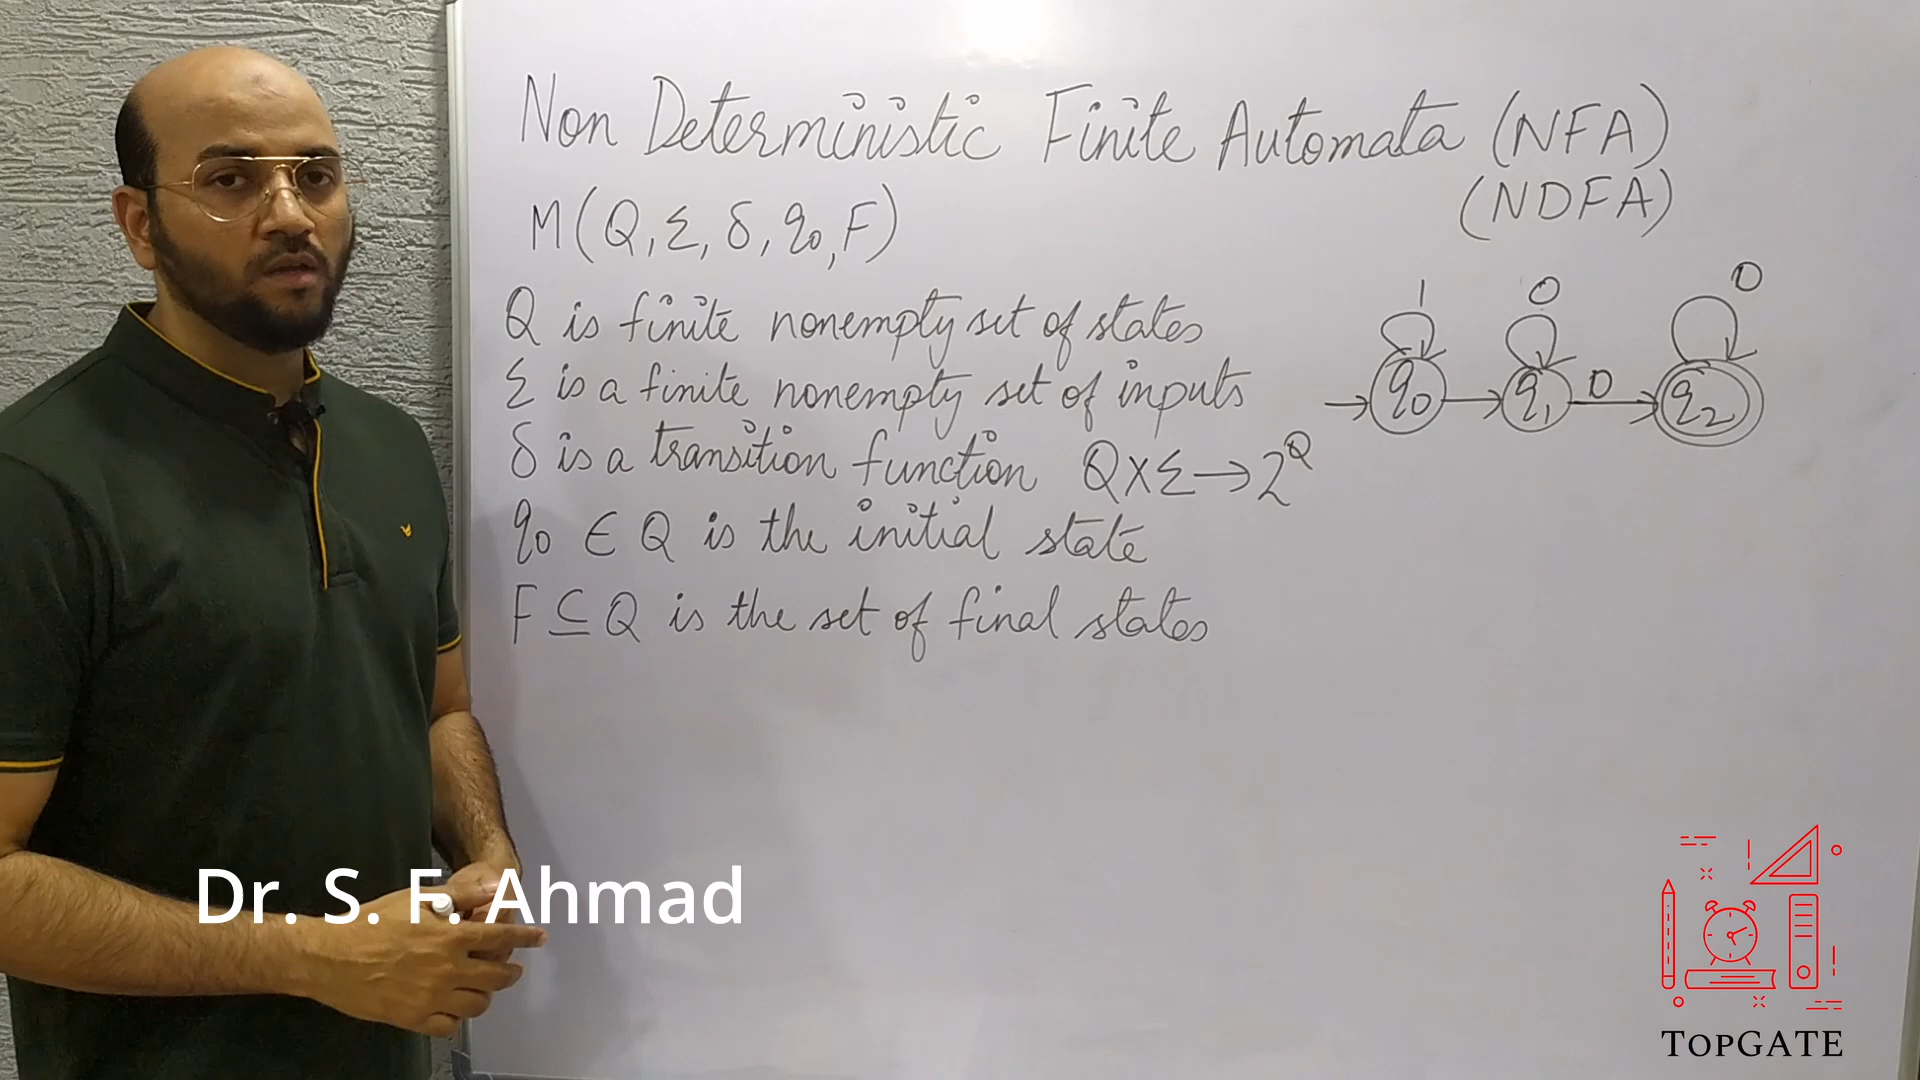 Non Deterministic Finite Automata (NFA)
(NDFA)
M(Q, Σ, δ, q0, F)
Q is finite nonempty set of states
Σ is a finite nonempty set of inputs
δ is a transition function Q×Σ→2^Q
q0 ∈ Q is the initial state
F ⊆ Q is the set of final states
1 0 0
→ q0 → q1 0→ q2
Dr. S. F. Ahmad
TOPGATE